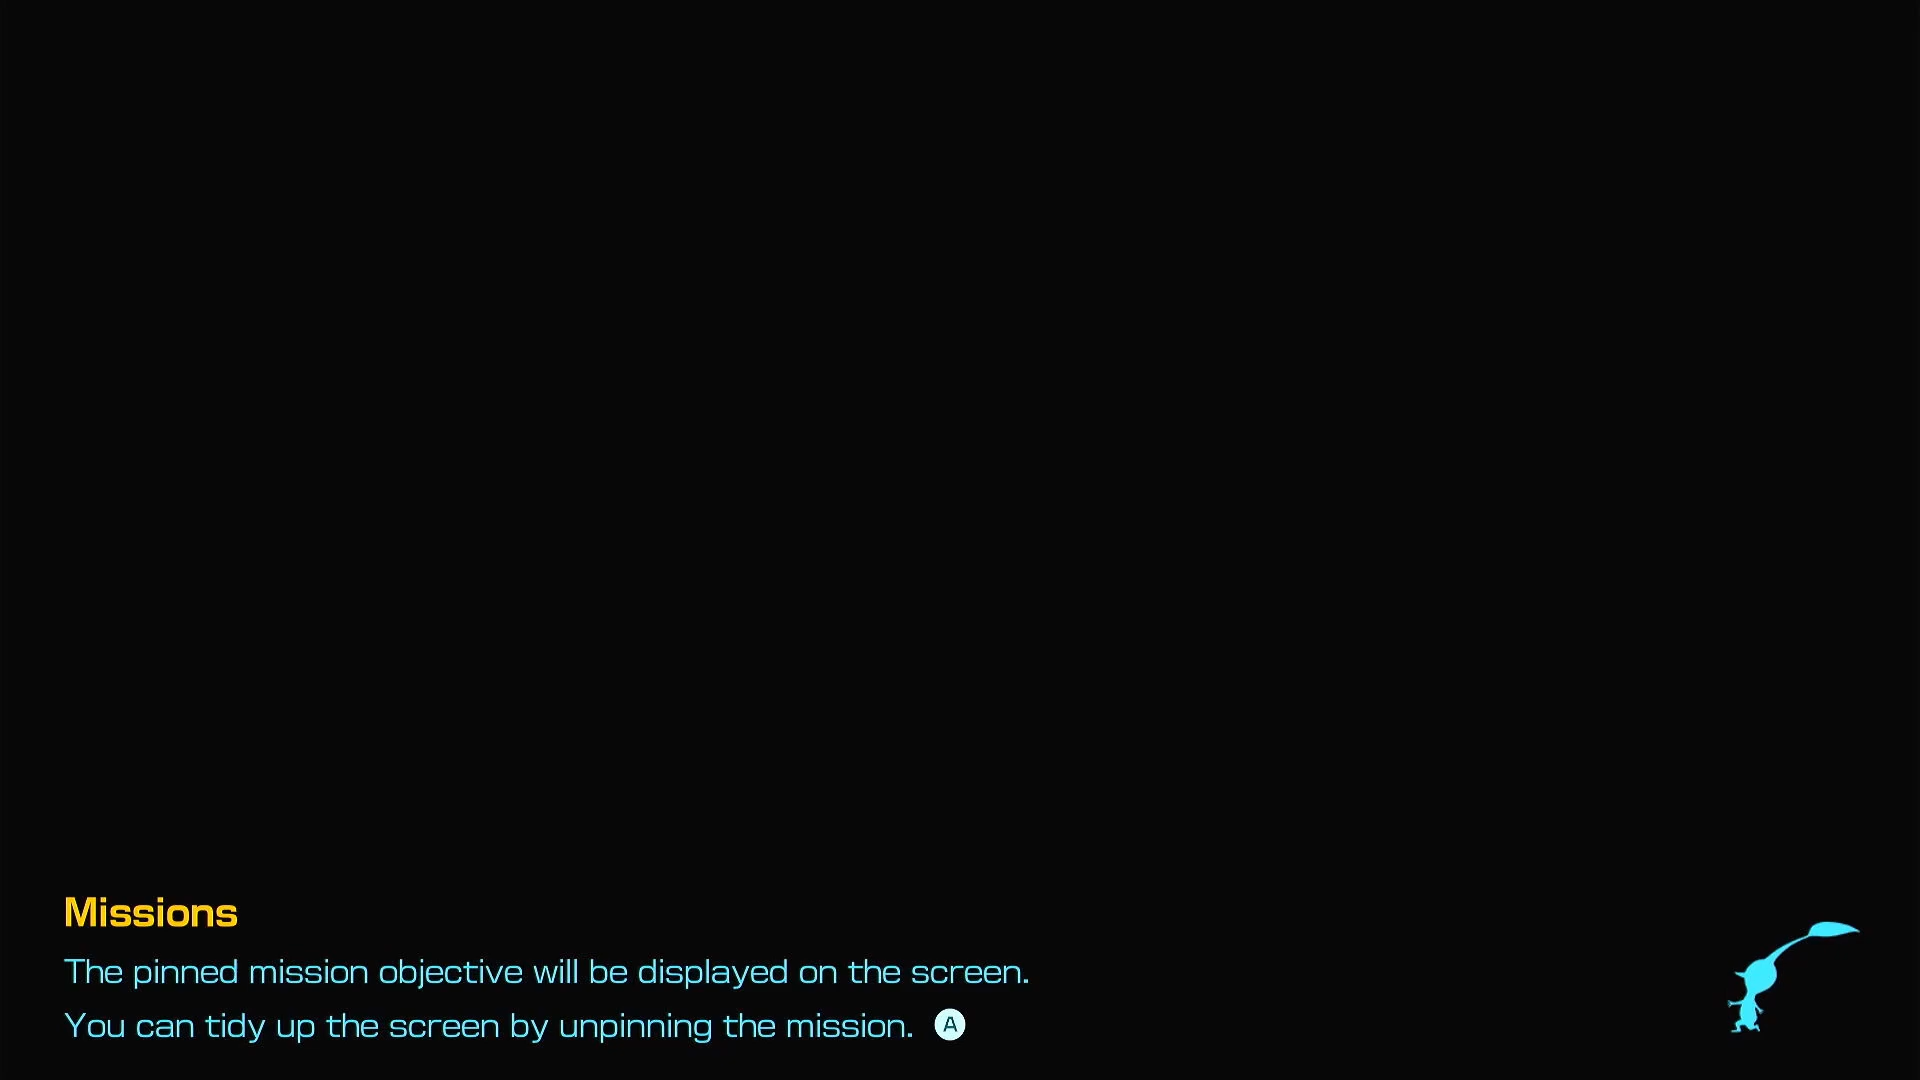 Missions
The pinned mission objective will be displayed on the screen.
You can tidy up the screen by unpinning the mission. A